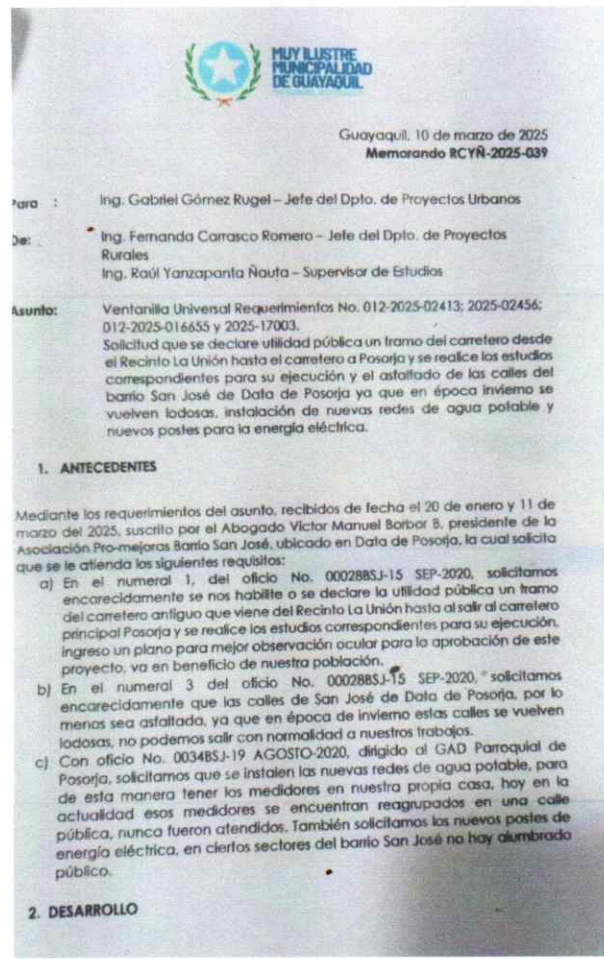 MUY ILUSTRE
MUNICIPALIDAD
DE GUAYAQUIL
Guayaquil, 10 de marzo de 2025
Memorando RCYÑ-2025-039
Para :
Ing. Gabriel Gómez Rugel – Jefe del Dpto. de Proyectos Urbanos
De:
Ing. Fernanda Carrasco Romero – Jefe del Dpto. de Proyectos
Rurales
Ing. Raúl Yanzapanta Ñauta – Supervisor de Estudios
Asunto:
Ventanilla Universal Requerimientos No. 012-2025-02413; 2025-02456;
012-2025-016655 y 2025-17003.
Solicitud que se declare utilidad pública un tramo del carretero desde
el Recinto La Unión hasta el carretero a Posorja y se realice los estudios
correspondientes para su ejecución y el asfaltado de las calles del
barrio San José de Data de Posorja ya que en época invierno se
vuelven lodosas, instalación de nuevas redes de agua potable y
nuevos postes para la energía eléctrica.
1. ANTECEDENTES
Mediante los requerimientos del asunto, recibidos de fecha el 20 de enero y 11 de
marzo del 2025, suscrito por el Abogado Victor Manuel Borbor B, presidente de la
Asociación Pro-mejoras Barrio San José, ubicado en Data de Posorja, la cual solicita
que se le atienda los siguientes requisitos:
a) En el numeral 1, del oficio No. 00028BSJ-15 SEP-2020, solicitamos
encarecidamente se nos habilite o se declare la utilidad pública un tramo
del carretero antiguo que viene del Recinto La Unión hasta al salir al carretero
principal Posorja y se realice los estudios correspondientes para su ejecución,
ingreso un plano para mejor observación ocular para la aprobación de este
proyecto, va en beneficio de nuestra población.
b) En el numeral 3 del oficio No. 00028BSJ-15 SEP-2020, solicitamos
encarecidamente que las calles de San José de Data de Posorja, por lo
menos sea asfaltada, ya que en época de invierno estas calles se vuelven
lodosas, no podemos salir con normalidad a nuestros trabajos.
c) Con oficio No. 0034BSJ-19 AGOSTO-2020, dirigido al GAD Parroquial de
Posorja, solicitamos que se instalen las nuevas redes de agua potable, para
de esta manera tener los medidores en nuestra propia casa, hoy en la
actualidad esos medidores se encuentran reagrupados en una calle
pública, nunca fueron atendidos. También solicitamos los nuevos postes de
energía eléctrica, en ciertos sectores del barrio San José no hay alumbrado
público.
2. DESARROLLO